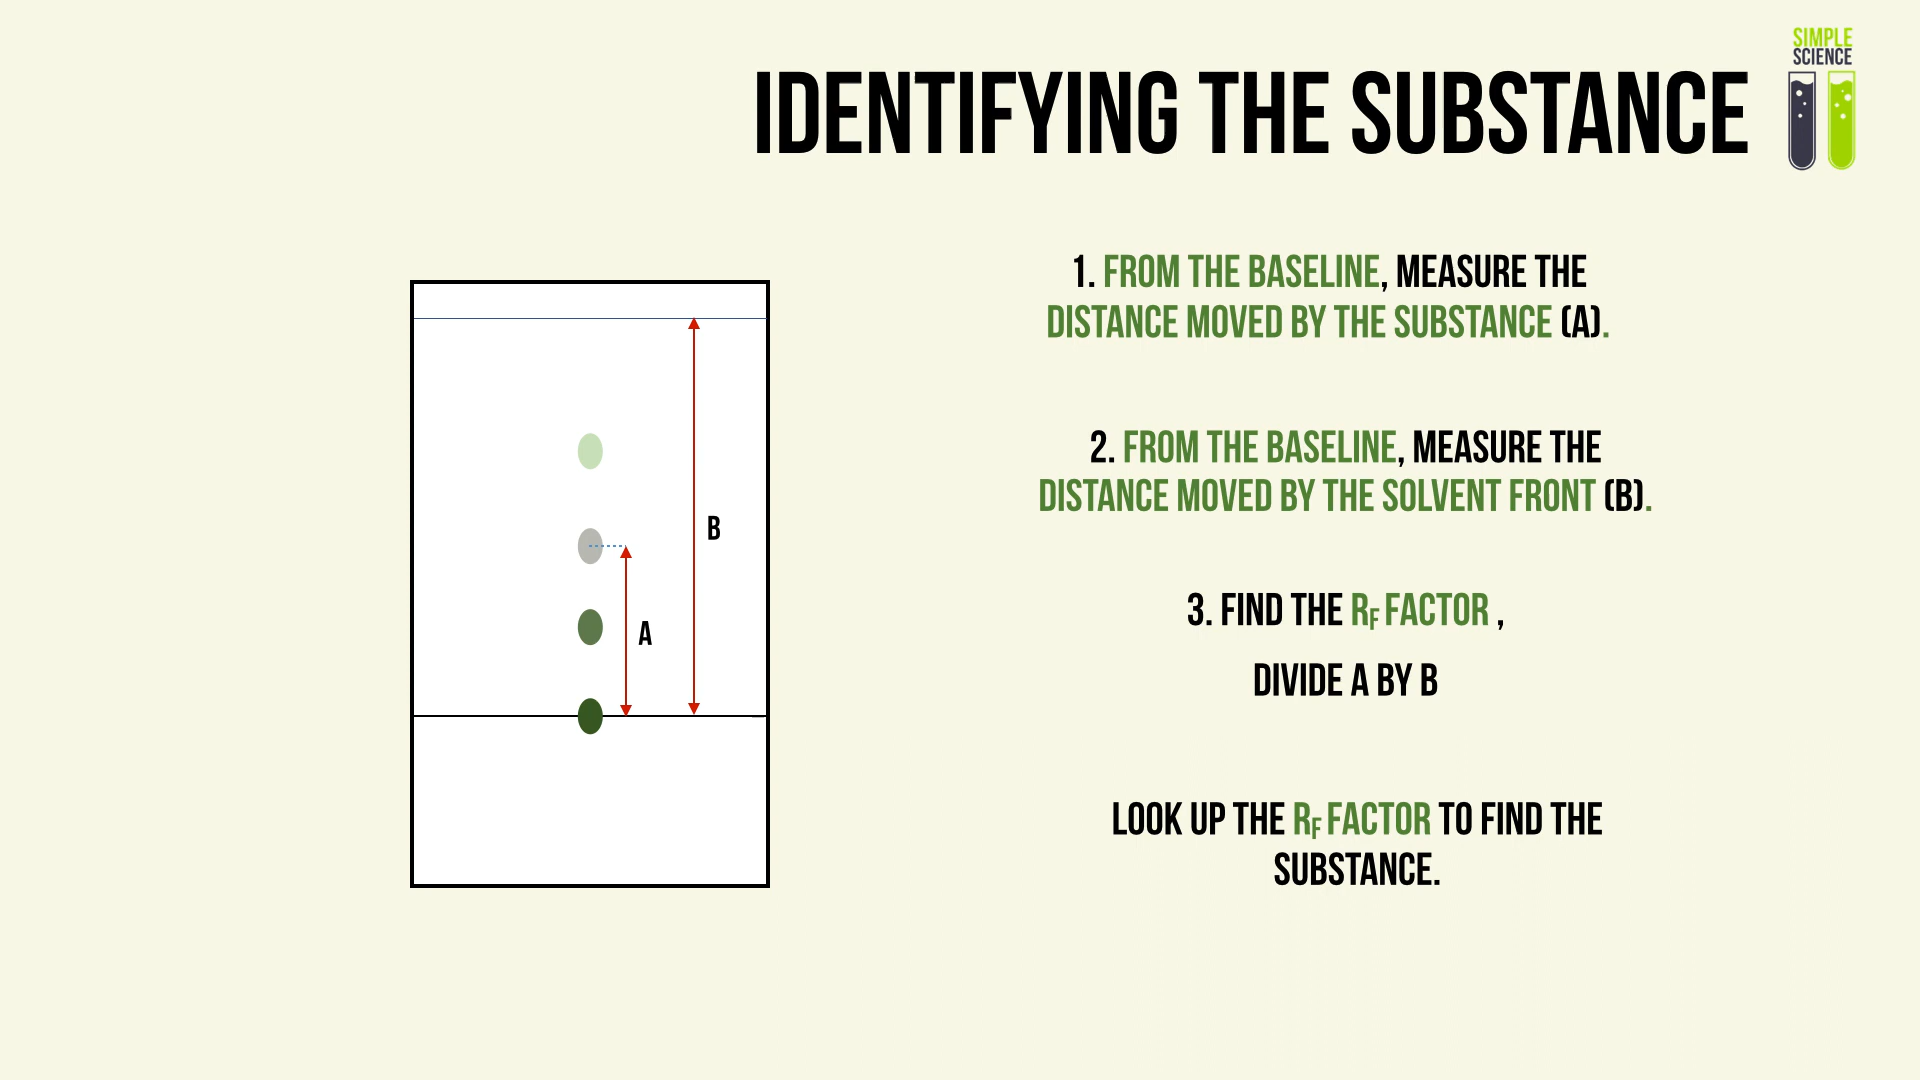 SIMPLE
SCIENCE
IDENTIFYING THE SUBSTANCE
1. FROM THE BASELINE, MEASURE THE
DISTANCE MOVED BY THE SUBSTANCE (A).
2. FROM THE BASELINE, MEASURE THE
DISTANCE MOVED BY THE SOLVENT FRONT (B).
3. FIND THE RF FACTOR ,
DIVIDE A BY B
LOOK UP THE RF FACTOR TO FIND THE
SUBSTANCE.
B
A